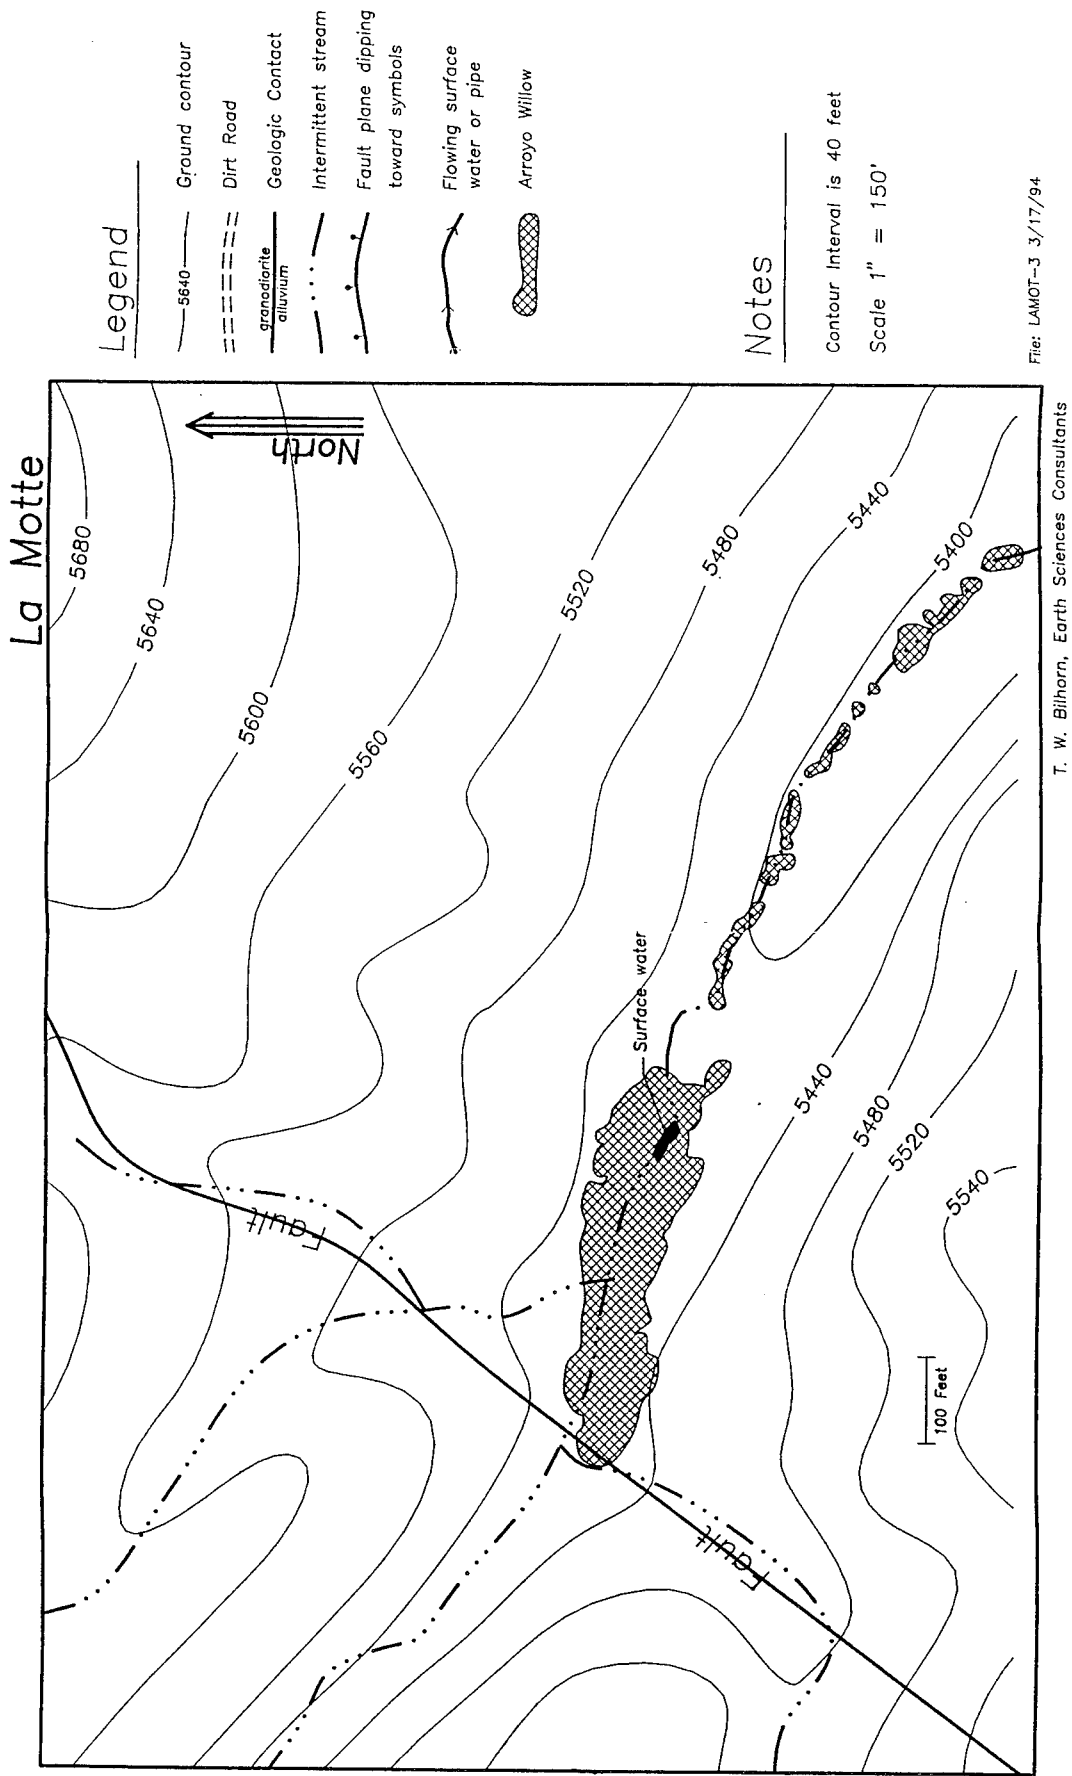 La Motte
North
5680
5640
5600
5560
5520
5480
5440
5400
Surface water
5440
5480
5520
5540
Fault
Fault
100 Feet
Legend
5640
Ground contour
Dirt Road
granodiorite
alluvium
Geologic Contact
Intermittent stream
Fault plane dipping
toward symbols
Flowing surface
water or pipe
Arroyo Willow
Notes
Contour Interval is 40 feet
Scale 1" = 150'
File: LAMOT-3 3/17/94
T. W. Bilhorn, Earth Sciences Consultants